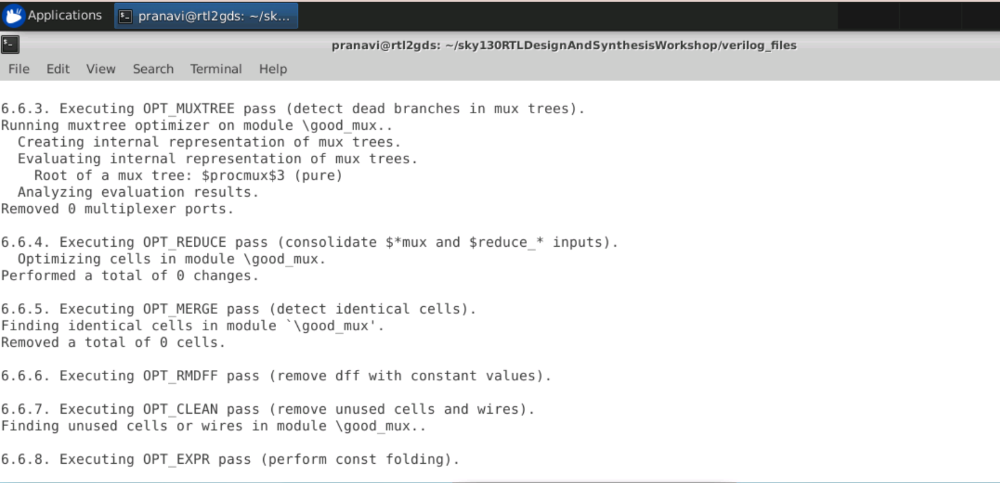 Applications
pranavi@rtl2gds: ~/sk...
pranavi@rtl2gds: ~/sky130RTLDesignAndSynthesisWorkshop/verilog_files
File Edit View Search Terminal Help
6.6.3. Executing OPT_MUXTREE pass (detect dead branches in mux trees).
Running muxtree optimizer on module \good_mux..
  Creating internal representation of mux trees.
  Evaluating internal representation of mux trees.
    Root of a mux tree: $procmux$3 (pure)
  Analyzing evaluation results.
Removed 0 multiplexer ports.
6.6.4. Executing OPT_REDUCE pass (consolidate $*mux and $reduce_* inputs).
  Optimizing cells in module \good_mux.
Performed a total of 0 changes.
6.6.5. Executing OPT_MERGE pass (detect identical cells).
Finding identical cells in module `\good_mux'.
Removed a total of 0 cells.
6.6.6. Executing OPT_RMDFF pass (remove dff with constant values).
6.6.7. Executing OPT_CLEAN pass (remove unused cells and wires).
Finding unused cells or wires in module \good_mux..
6.6.8. Executing OPT_EXPR pass (perform const folding).